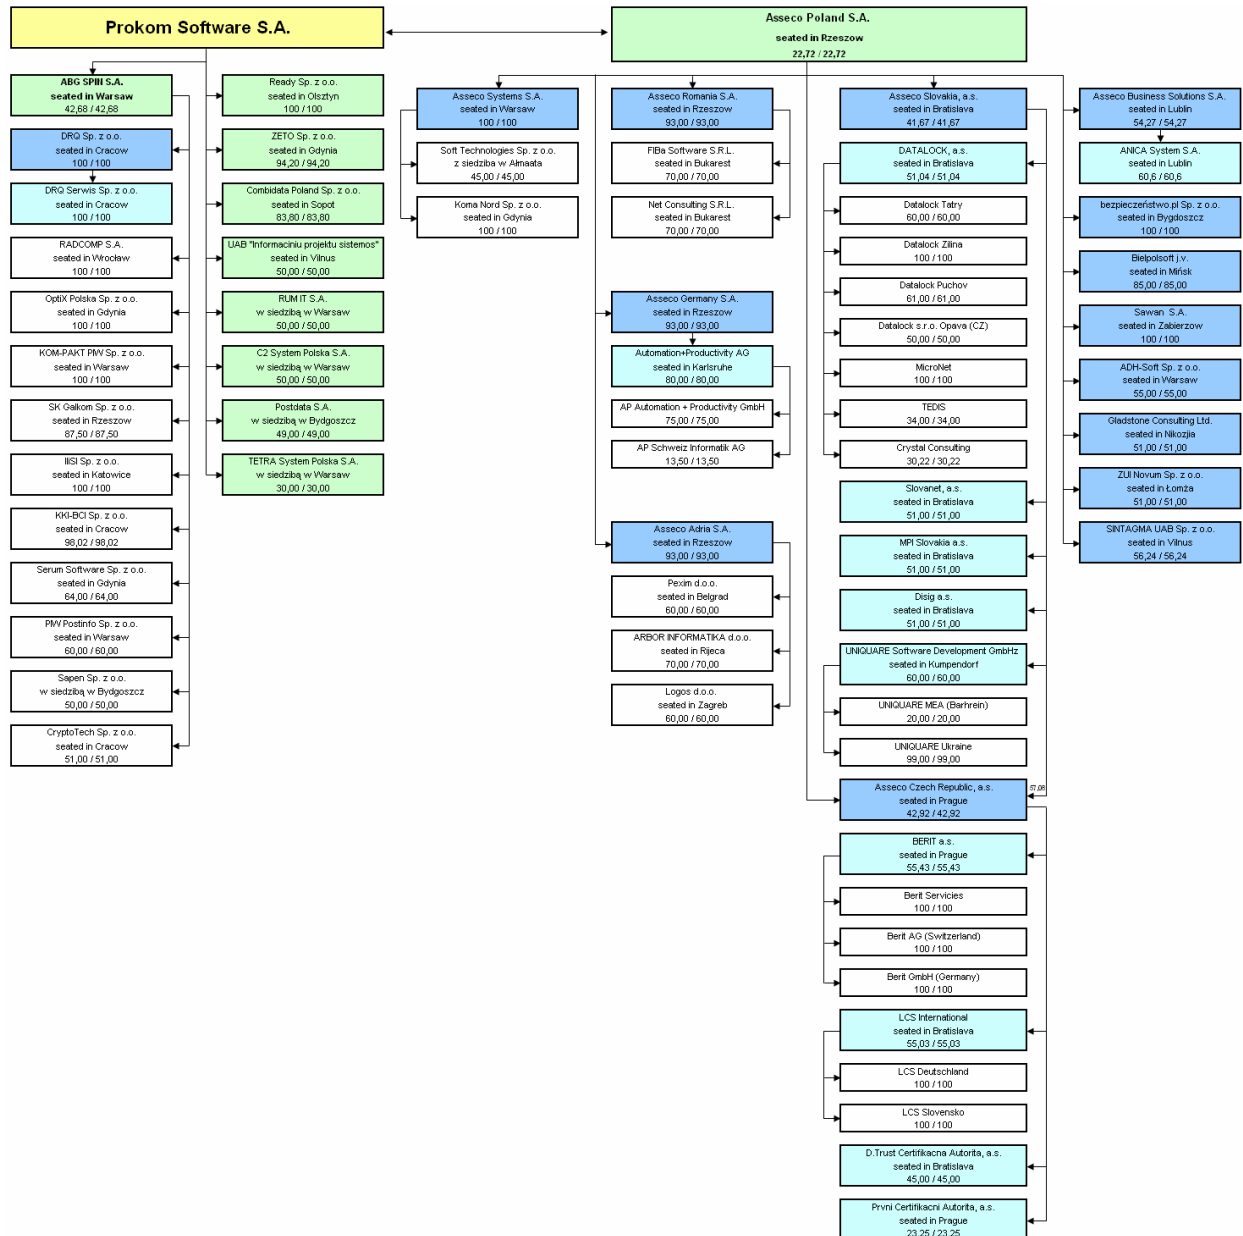 Prokom Software S.A.
Asseco Poland S.A.
seated in Rzeszow
22,72 / 22,72
ABG SPIN S.A.
seated in Warsaw
42,68 / 42,68
DRQ Sp. z o.o.
seated in Cracow
100 / 100
DRQ Serwis Sp. z o.o.
seated in Cracow
100 / 100
RADCOMP S.A.
seated in Wrocław
100 / 100
OptiX Polska Sp. z o.o.
seated in Gdynia
100 / 100
KOM-PAKT PIW Sp. z o.o.
seated in Warsaw
100 / 100
SK Galkom Sp. z o.o.
seated in Rzeszow
87,50 / 87,50
IIiSI Sp. z o.o.
seated in Katowice
100 / 100
KKI-BCI Sp. z o.o.
seated in Cracow
98,02 / 98,02
Serum Software Sp. z o.o.
seated in Gdynia
64,00 / 64,00
PIW Postinfo Sp. z o.o.
seated in Warsaw
60,00 / 60,00
Sapen Sp. z o.o.
w siedzibą w Bydgoszcz
50,00 / 50,00
CryptoTech Sp. z o.o.
seated in Cracow
51,00 / 51,00
Ready Sp. z o.o.
seated in Olsztyn
100 / 100
ZETO Sp. z o.o.
seated in Gdynia
94,20 / 94,20
Combidata Poland Sp. z o.o.
seated in Sopot
83,80 / 83,80
UAB "Informaciniu projektu sistemos"
seated in Vilnus
50,00 / 50,00
RUM IT S.A.
w siedzibą w Warsaw
50,00 / 50,00
C2 System Polska S.A.
w siedzibą w Warsaw
50,00 / 50,00
Postdata S.A.
w siedzibą w Bydgoszcz
49,00 / 49,00
TETRA System Polska S.A.
w siedzibą w Warsaw
30,00 / 30,00
Asseco Systems S.A.
seated in Warsaw
100 / 100
Soft Technologies Sp. z o.o.
z siedziba w Ałmaata
45,00 / 45,00
Koma Nord Sp. z o.o.
seated in Gdynia
100 / 100
Asseco Romania S.A.
seated in Rzeszow
93,00 / 93,00
FIBa Software S.R.L.
seated in Bukarest
70,00 / 70,00
Net Consulting S.R.L.
seated in Bukarest
70,00 / 70,00
Asseco Germany S.A.
seated in Rzeszow
93,00 / 93,00
Automation+Productivity AG
seated in Karlsruhe
80,00 / 80,00
AP Automation + Productivity GmbH
75,00 / 75,00
AP Schweiz Informatik AG
13,50 / 13,50
Asseco Adria S.A.
seated in Rzeszow
93,00 / 93,00
Pexim d.o.o.
seated in Belgrad
60,00 / 60,00
ARBOR INFORMATIKA d.o.o.
seated in Rijeca
70,00 / 70,00
Logos d.o.o.
seated in Zagreb
60,00 / 60,00
Asseco Slovakia, a.s.
seated in Bratislava
41,67 / 41,67
DATALOCK, a.s.
seated in Bratislava
51,04 / 51,04
Datalock Tatry
60,00 / 60,00
Datalock Zilina
100 / 100
Datalock Puchov
61,00 / 61,00
Datalock s.r.o. Opava (CZ)
50,00 / 50,00
MicroNet
100 / 100
TEDIS
34,00 / 34,00
Crystal Consulting
30,22 / 30,22
Slovanet, a.s.
seated in Bratislava
51,00 / 51,00
MPI Slovakia a.s.
seated in Bratislava
51,00 / 51,00
Disig a.s.
seated in Bratislava
51,00 / 51,00
UNIQUARE Software Development GmbHz
seated in Kumpendorf
60,00 / 60,00
UNIQUARE MEA (Barhrein)
20,00 / 20,00
UNIQUARE Ukraine
99,00 / 99,00
Asseco Czech Republic, a.s.
seated in Prague
42,92 / 42,92
57,08
BERIT a.s.
seated in Prague
55,43 / 55,43
Berit Servicies
100 / 100
Berit AG (Switzerland)
100 / 100
Berit GmbH (Germany)
100 / 100
LCS International
seated in Bratislava
55,03 / 55,03
LCS Deutschland
100 / 100
LCS Slovensko
100 / 100
D.Trust Certifikacna Autorita, a.s.
seated in Bratislava
45,00 / 45,00
Prvni Certifikacni Autorita, a.s.
seated in Prague
23,25 / 23,25
Asseco Business Solutions S.A.
seated in Lublin
54,27 / 54,27
ANICA System S.A.
seated in Lublin
60,6 / 60,6
bezpieczeństwo.pl Sp. z o.o.
seated in Bygdoszcz
100 / 100
Bielpolsoft j.v.
seated in Mińsk
85,00 / 85,00
Sawan S.A.
seated in Zabierzow
100 / 100
ADH-Soft Sp. z o.o.
seated in Warsaw
55,00 / 55,00
Gladstone Consulting Ltd.
seated in Nikozjia
51,00 / 51,00
ZUI Novum Sp. z o.o.
seated in Łomża
51,00 / 51,00
SINTAGMA UAB Sp. z o.o.
seated in Vilnus
56,24 / 56,24